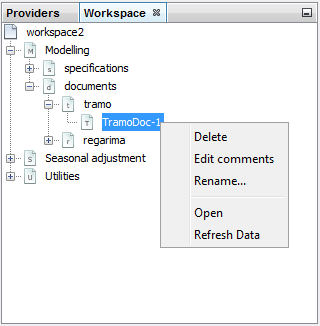 Providers Workspace
workspace2
M Modelling
s specifications
d documents
t tramo
T TramoDoc-1
r regarima
S Seasonal adjustment
U Utilities
Delete
Edit comments
Rename...
Open
Refresh Data